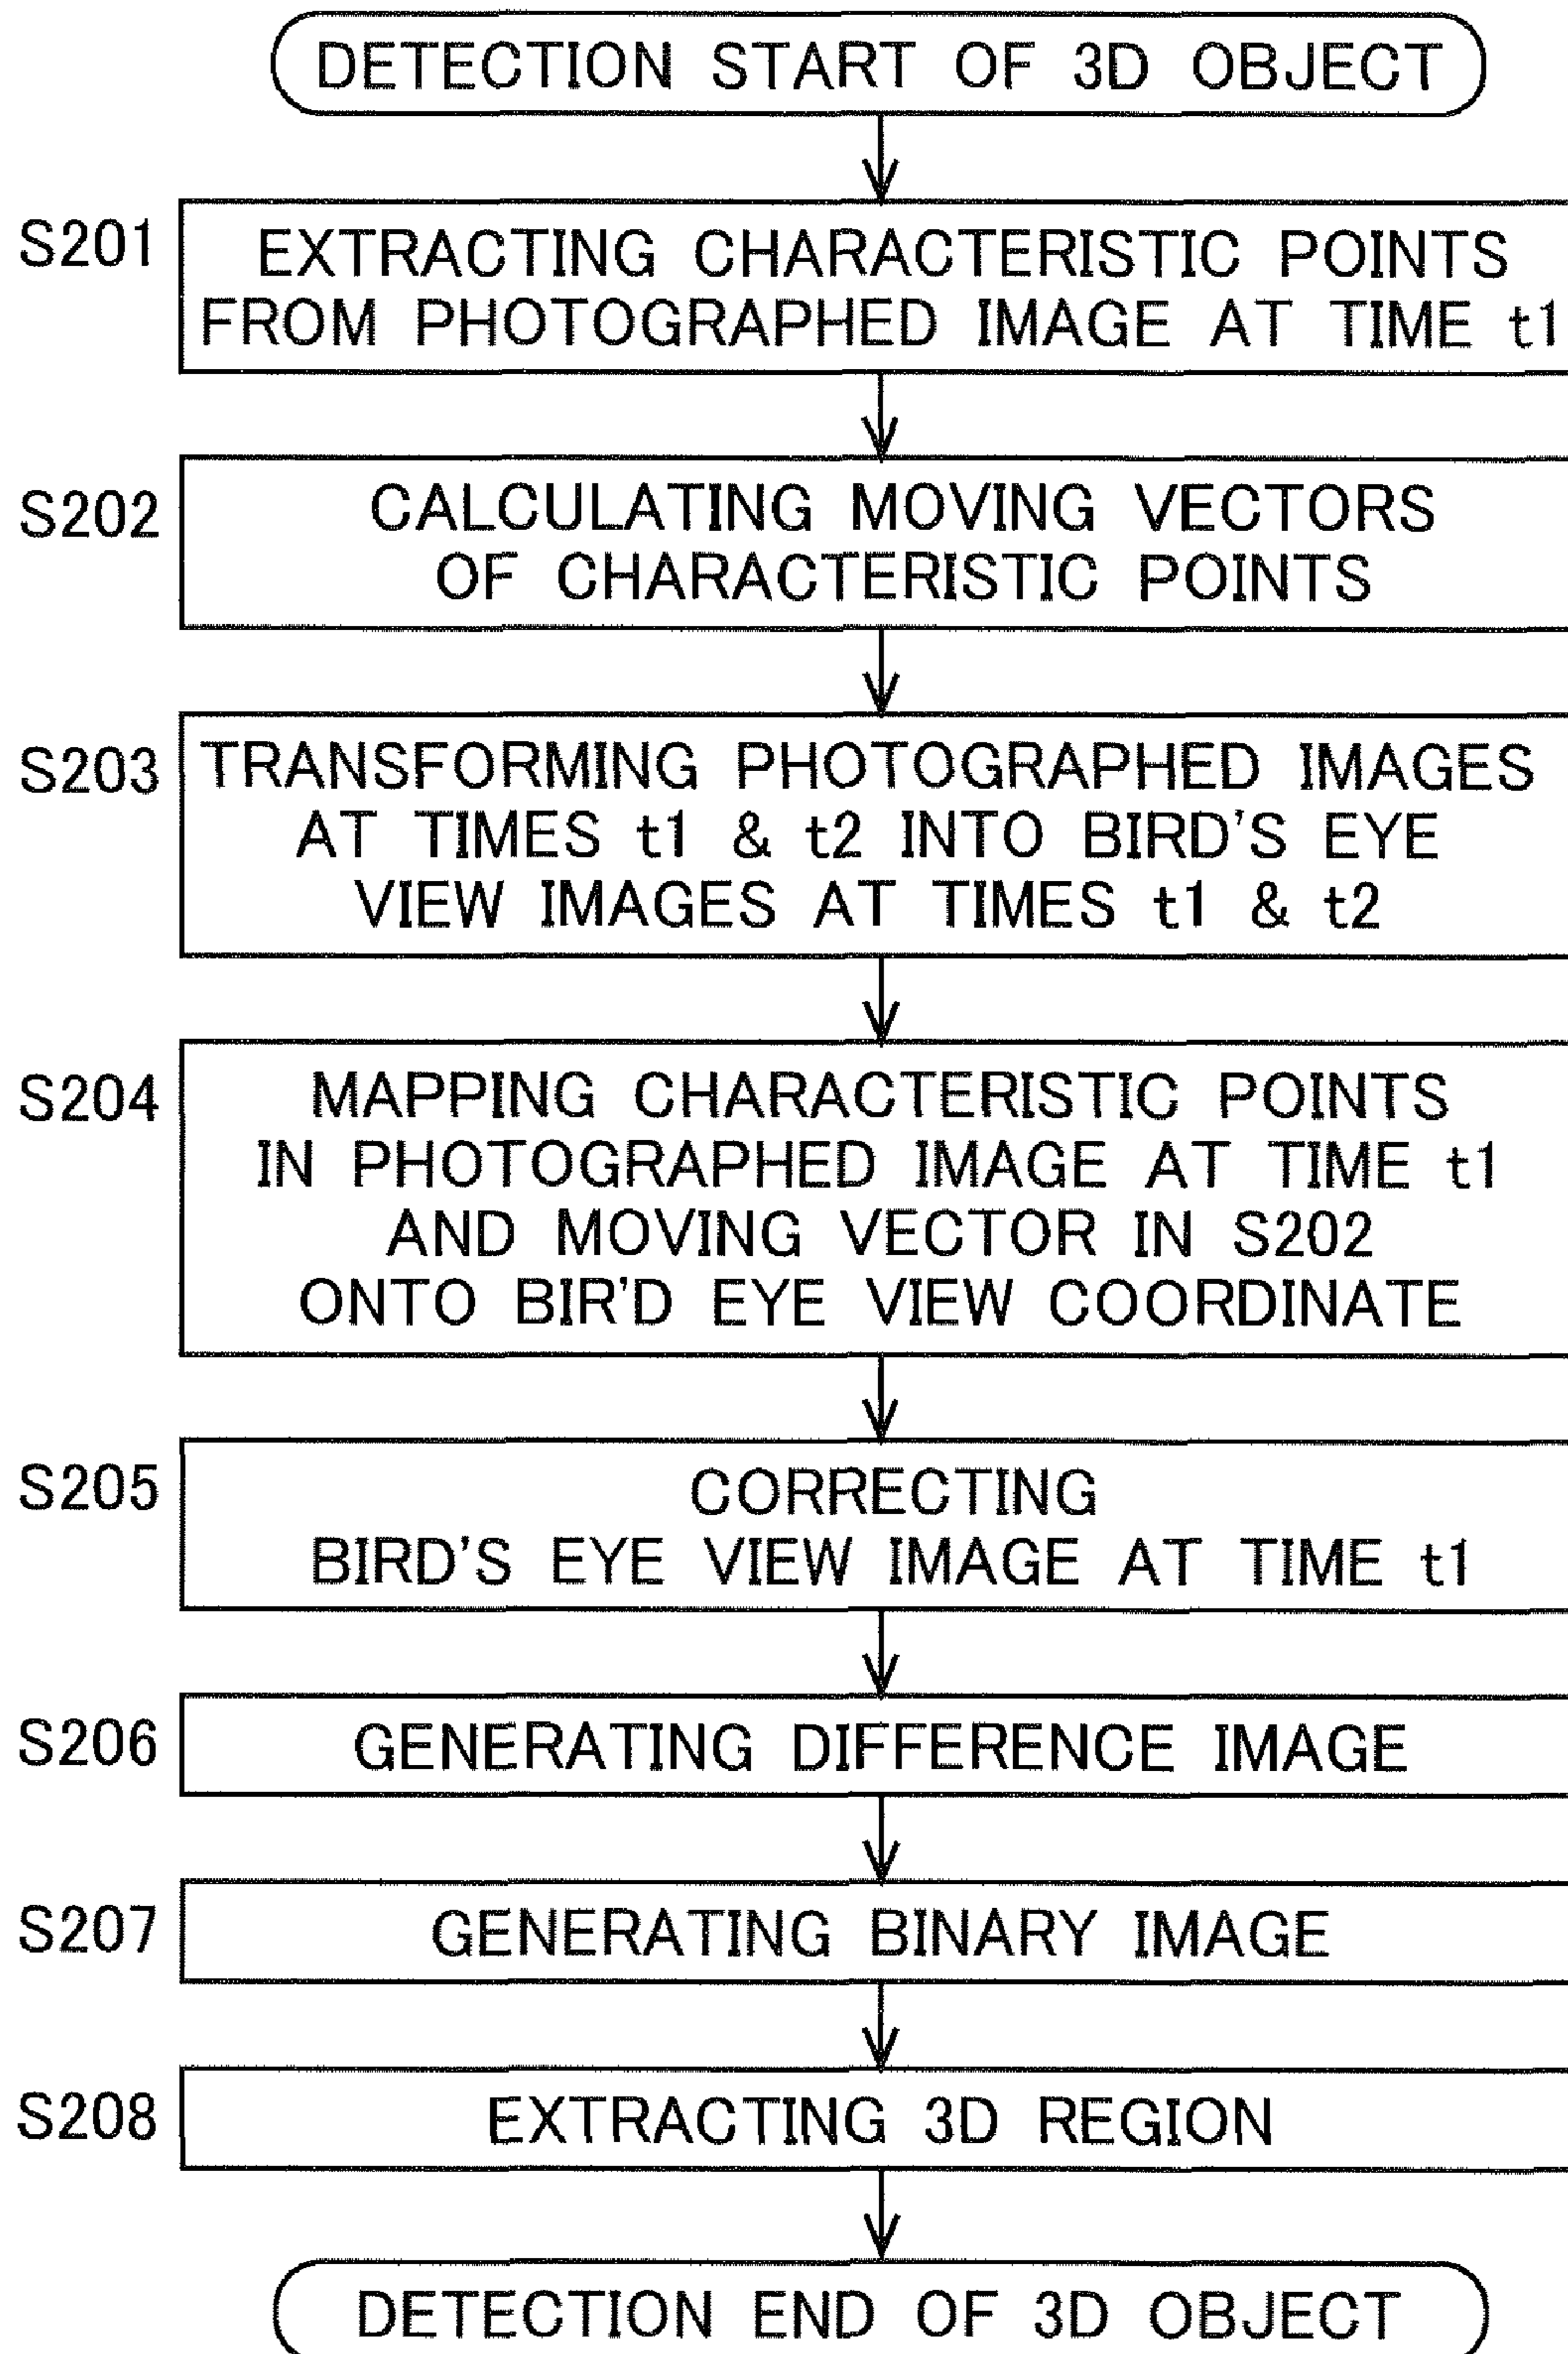 DETECTION START OF 3D OBJECT
S201
EXTRACTING CHARACTERISTIC POINTS
FROM PHOTOGRAPHED IMAGE AT TIME t1
S202
CALCULATING MOVING VECTORS
OF CHARACTERISTIC POINTS
S203
TRANSFORMING PHOTOGRAPHED IMAGES
AT TIMES t1 & t2 INTO BIRD'S EYE
VIEW IMAGES AT TIMES t1 & t2
S204
MAPPING CHARACTERISTIC POINTS
IN PHOTOGRAPHED IMAGE AT TIME t1
AND MOVING VECTOR IN S202
ONTO BIR'D EYE VIEW COORDINATE
S205
CORRECTING
BIRD'S EYE VIEW IMAGE AT TIME t1
S206
GENERATING DIFFERENCE IMAGE
S207
GENERATING BINARY IMAGE
S208
EXTRACTING 3D REGION
DETECTION END OF 3D OBJECT